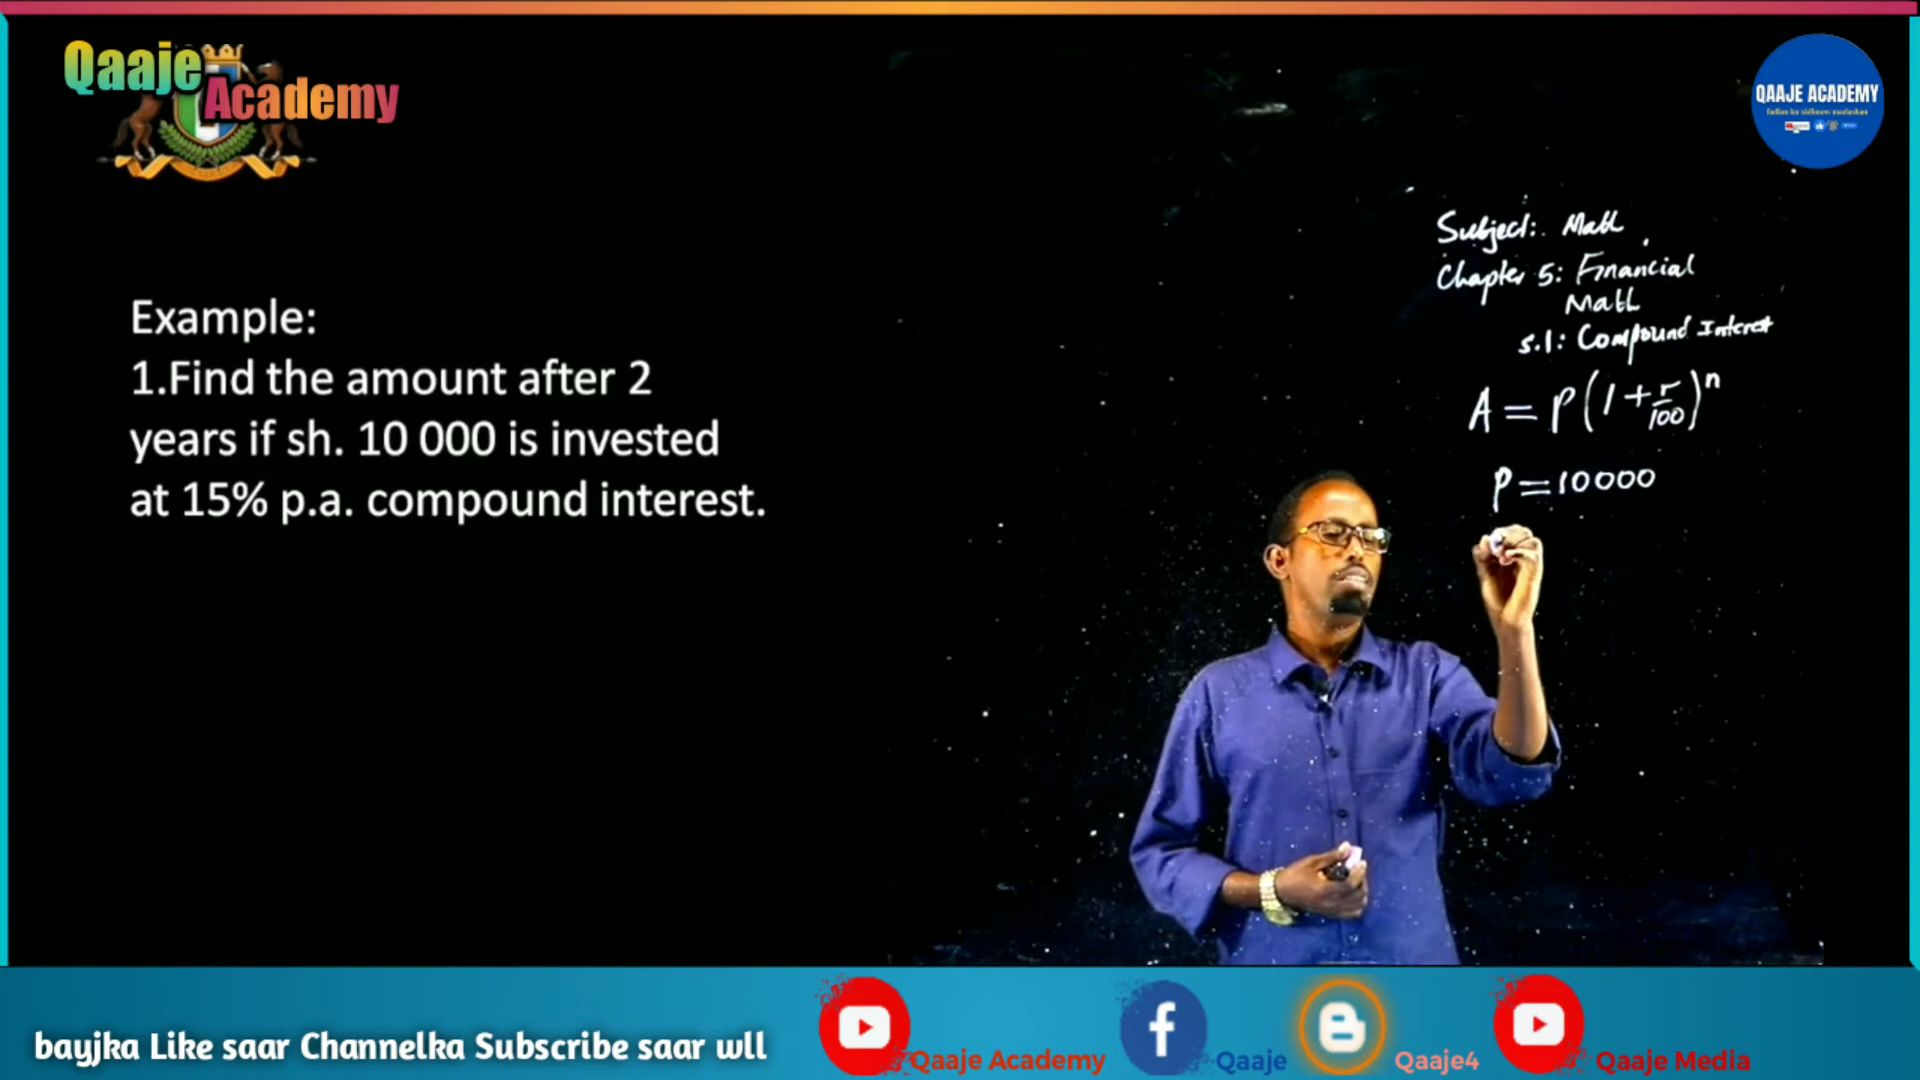 Qaaje
Academy
QAAJE ACADEMY
Example:
1.Find the amount after 2
years if sh. 10 000 is invested
at 15% p.a. compound interest.
Subject: Math
Chapter 5: Financial
Math
5.1: Compound Interest
A = P(1 + r/100)^n
P = 10000
bayjka Like saar Channelka Subscribe saar wll
Qaaje Academy
Qaaje
Qaaje4
Qaaje Media